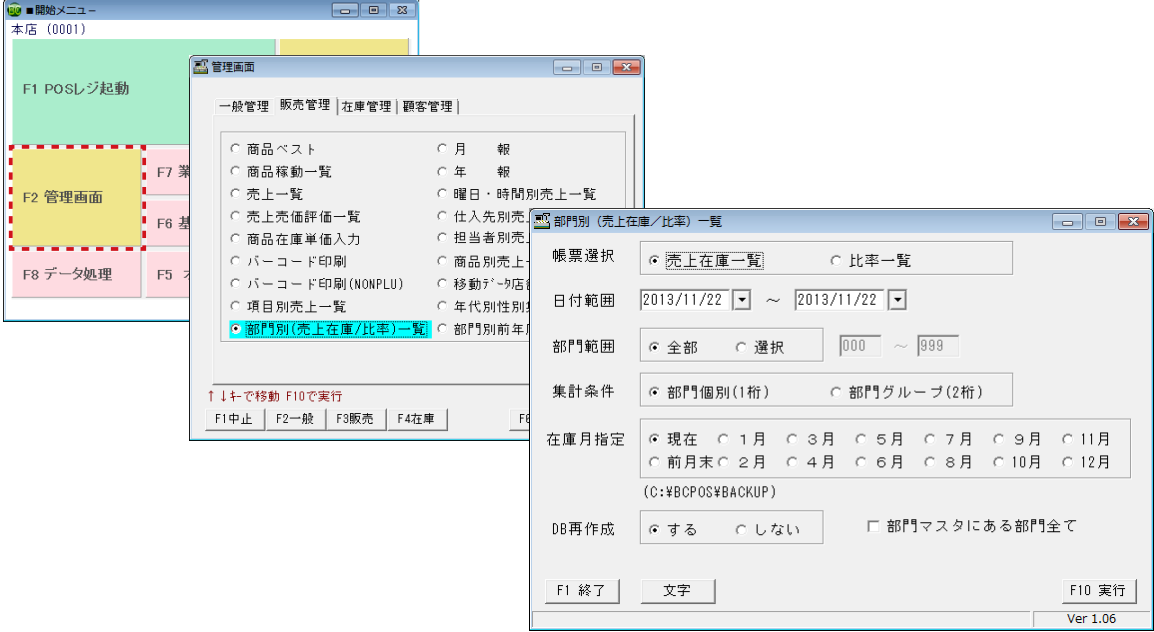 ■開始メニュー
本店 (0001)
F1 POSレジ起動
F2 管理画面
F7 業
F6 基
F8 データ処理
F5
管理画面
一般管理 販売管理 在庫管理 顧客管理
商品ベスト 月 報
商品稼動一覧 年 報
売上一覧 曜日・時間別売上一覧
売上売価評価一覧 仕入先別売
商品在庫単価入力 担当者別売
バーコード印刷 商品別売上
バーコード印刷(NONPLU) 移動データ店
項目別売上一覧 年代別性別
部門別(売上在庫/比率)一覧 部門別前年
↑↓キーで移動 F10で実行
F1中止 F2一般 F3販売 F4在庫
部門別(売上在庫/比率)一覧
帳票選択 売上在庫一覧 比率一覧
日付範囲 2013/11/22 ~ 2013/11/22
部門範囲 全部 選択 000 ~ 999
集計条件 部門個別(1桁) 部門グループ(2桁)
在庫月指定 現在 1月 3月 5月 7月 9月 11月
前月末 2月 4月 6月 8月 10月 12月
(C:¥BCPOS¥BACKUP)
DB再作成 する しない 部門マスタにある部門全て
F1 終了 文字 F10 実行
Ver 1.06